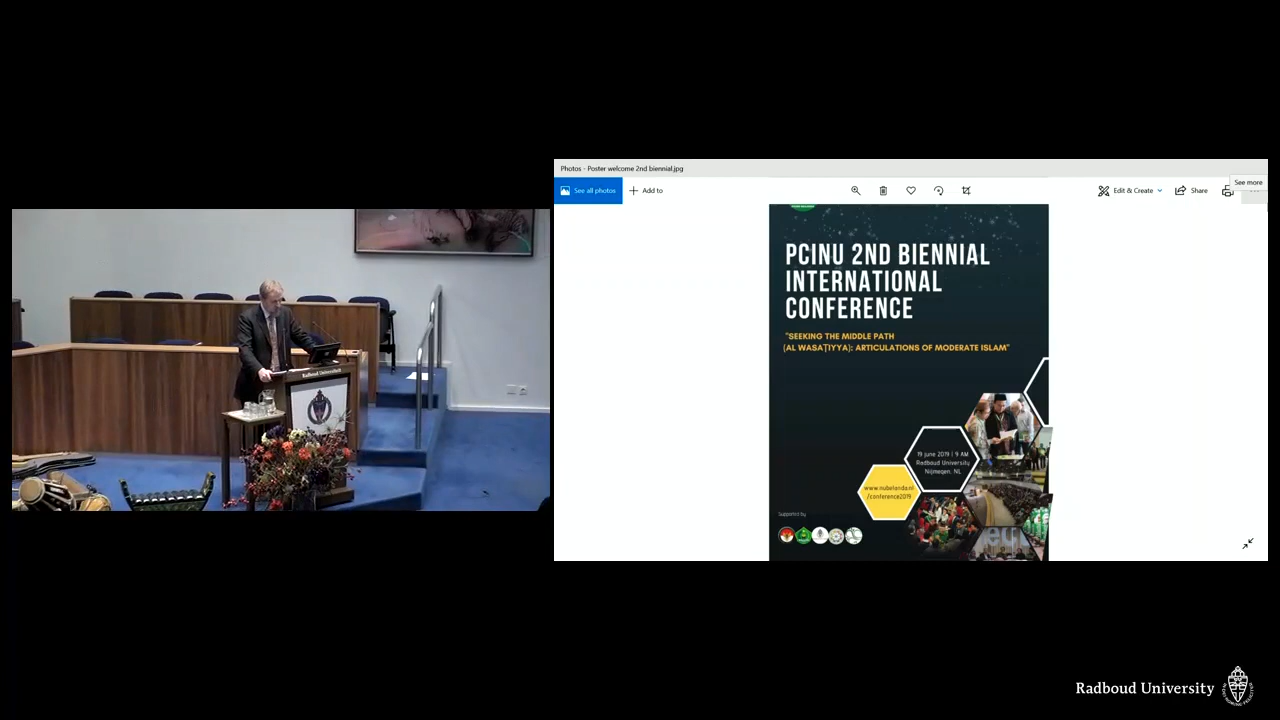 Radboud Universiteit
Photos - Poster welcome 2nd biennial.jpg
See all photos
Add to
Edit & Create
Share
See more
PCINU 2ND BIENNIAL
INTERNATIONAL
CONFERENCE
"SEEKING THE MIDDLE PATH
(AL WASAṬIYYA): ARTICULATIONS OF MODERATE ISLAM"
19 june 2019 | 9 AM
Radboud University
Nijmegen, NL
www.nubelanda.nl
/conference2019
Supported by
Radboud University